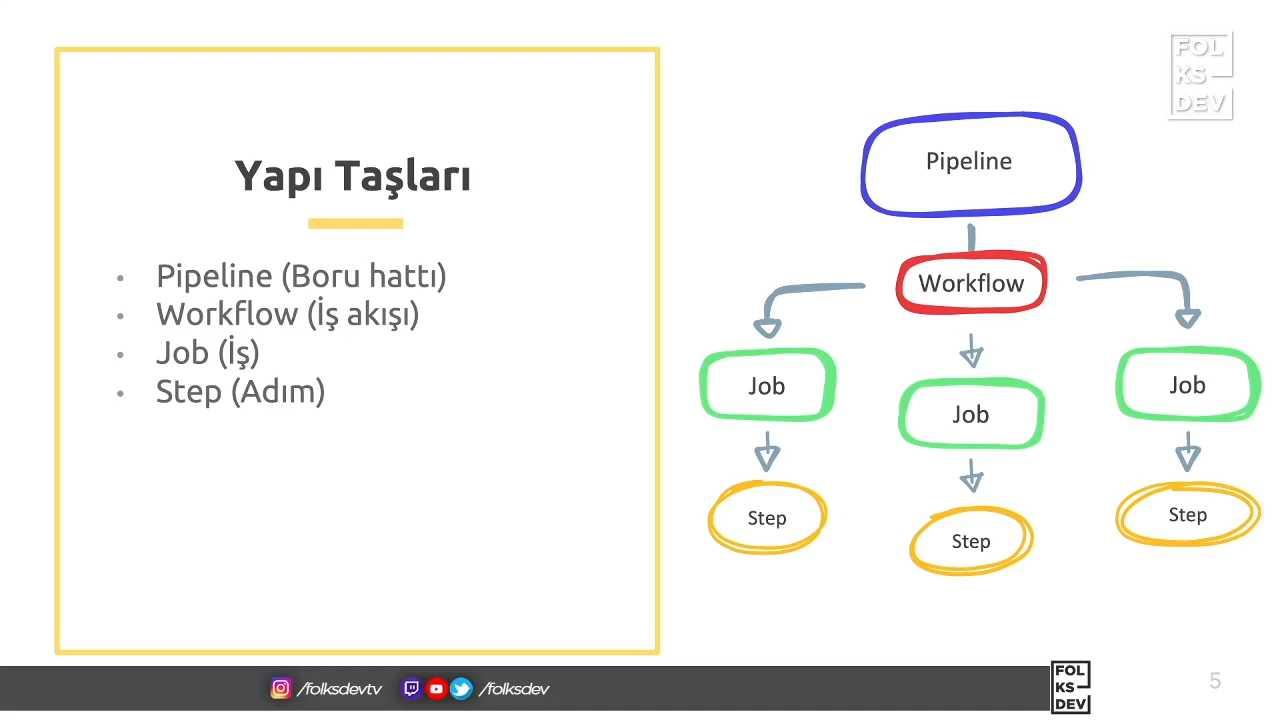 FOL
KS
DEV
Yapı Taşları
• Pipeline (Boru hattı)
• Workflow (İş akışı)
• Job (İş)
• Step (Adım)
Pipeline
Workflow
Job
Job
Job
Step
Step
Step
/folksdevtv
/folksdev
FOL
KS
DEV
5